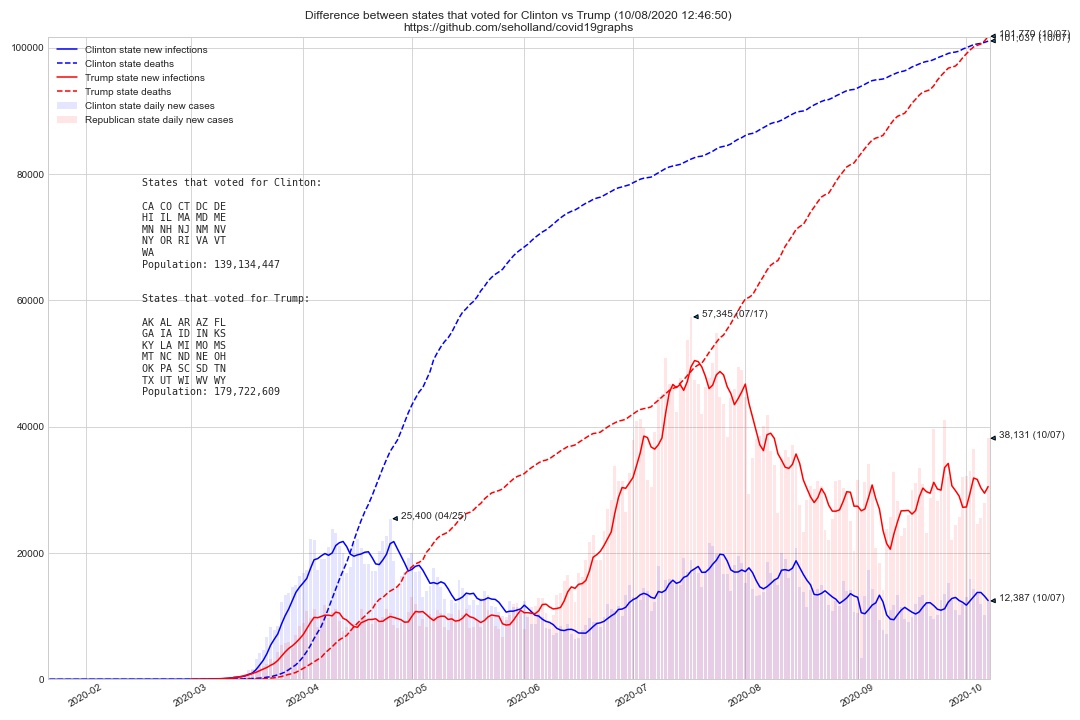 Difference between states that voted for Clinton vs Trump (10/08/2020 12:46:50)
https://github.com/seholland/covid19graphs
Clinton state new infections
Clinton state deaths
Trump state new infections
Trump state deaths
Clinton state daily new cases
Republican state daily new cases
States that voted for Clinton:
CA CO CT DC DE
HI IL MA MD ME
MN NH NJ NM NV
NY OR RI VA VT
WA
Population: 139,134,447
States that voted for Trump:
AK AL AR AZ FL
GA IA ID IN KS
KY LA MI MO MS
MT NC ND NE OH
OK PA SC SD TN
TX UT WI WV WY
Population: 179,722,609
100000
80000
60000
40000
20000
0
57,345 (07/17)
25,400 (04/25)
38,131 (10/07)
12,387 (10/07)
2020-02
2020-03
2020-04
2020-05
2020-06
2020-07
2020-08
2020-09
2020-10